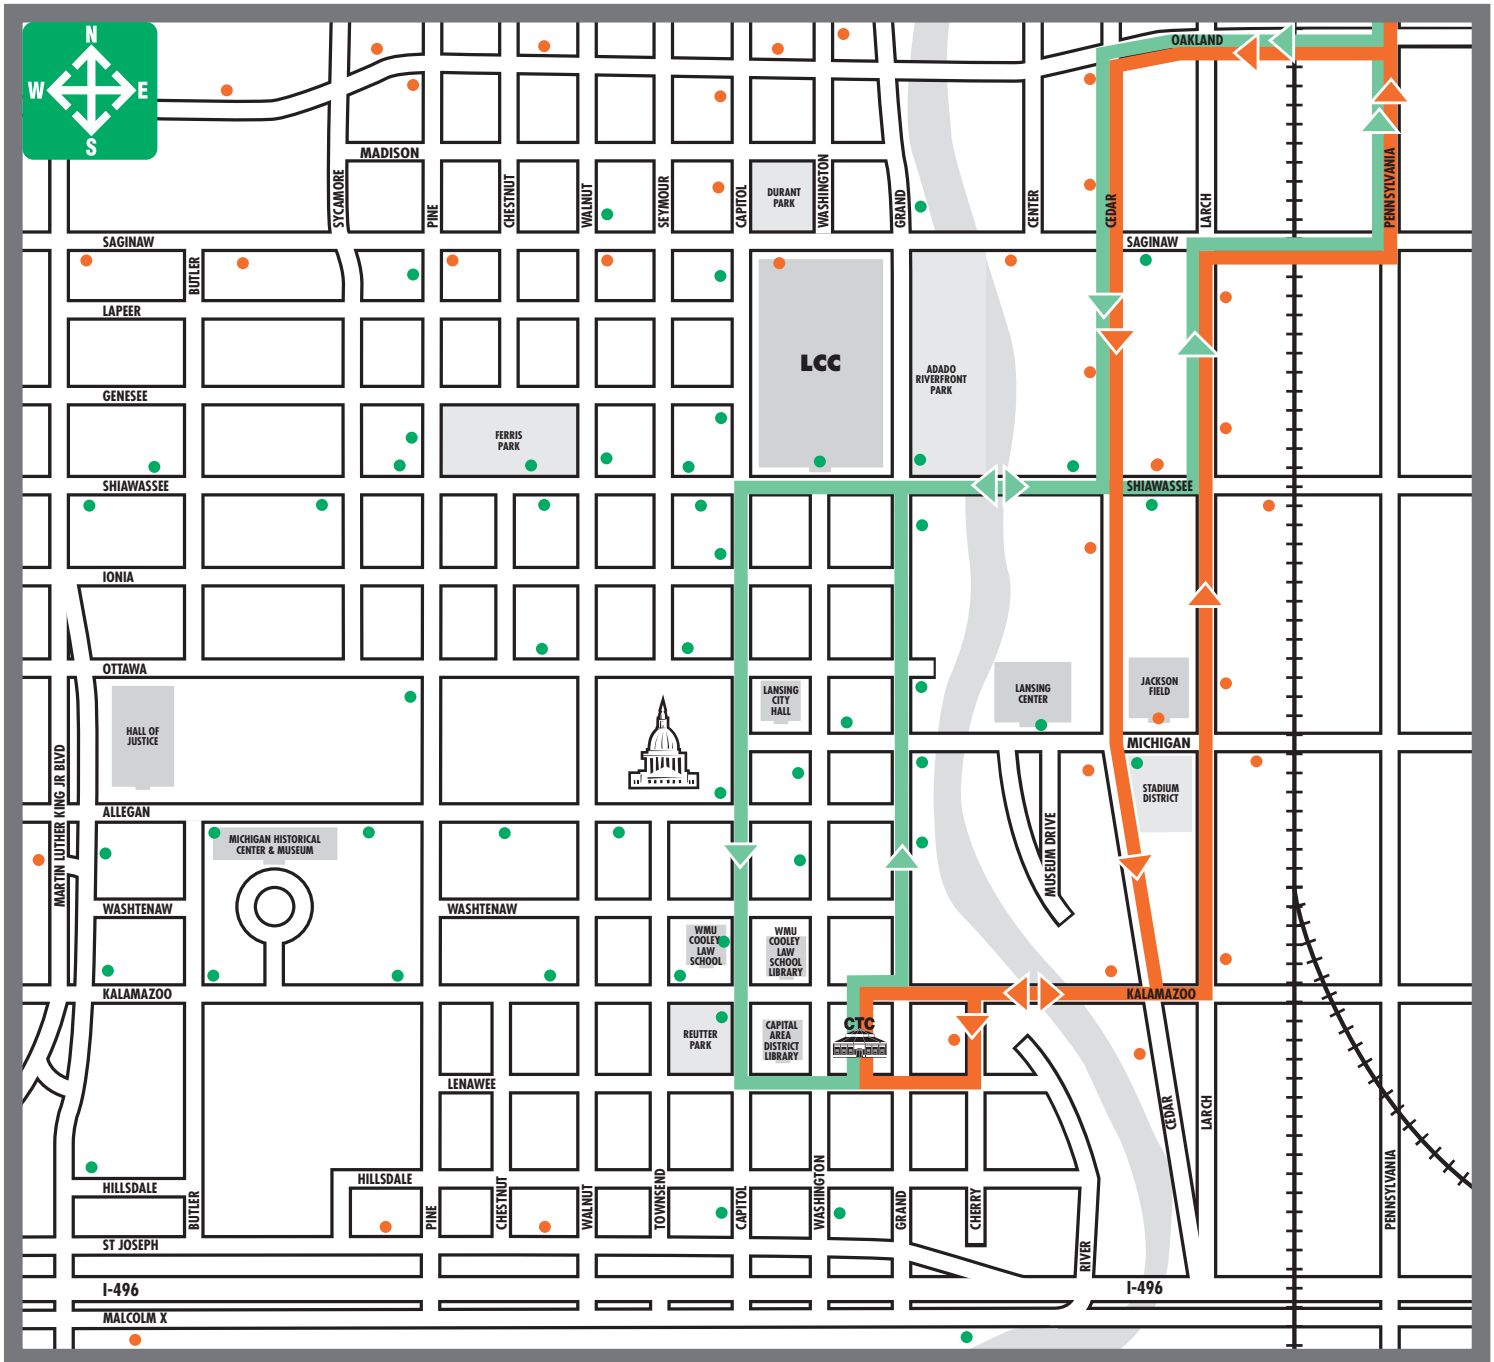 N
W
E
S
OAKLAND
MADISON
SYCAMORE
PINE
CHESTNUT
WALNUT
SEYMOUR
CAPITOL
DURANT
PARK
WASHINGTON
GRAND
CENTER
CEDAR
LARCH
PENNSYLVANIA
SAGINAW
SAGINAW
BUTLER
LAPEER
LCC
ADADO
RIVERFRONT
PARK
GENESEE
FERRIS
PARK
SHIAWASSEE
SHIAWASSEE
IONIA
OTTAWA
LANSING
CITY
HALL
LANSING
CENTER
JACKSON
FIELD
HALL OF
JUSTICE
MICHIGAN
MARTIN LUTHER KING JR BLVD
STADIUM
DISTRICT
ALLEGAN
MICHIGAN HISTORICAL
CENTER & MUSEUM
MUSEUM DRIVE
WASHTENAW
WASHTENAW
WMU
COOLEY
LAW
SCHOOL
WMU
COOLEY
LAW
SCHOOL
LIBRARY
KALAMAZOO
KALAMAZOO
REUTTER
PARK
CAPITAL
AREA
DISTRICT
LIBRARY
CTC
LENAWEE
CEDAR
LARCH
HILLSDALE
HILLSDALE
BUTLER
PINE
CHESTNUT
WALNUT
TOWNSEND
CAPITOL
WASHINGTON
GRAND
CHERRY
RIVER
PENNSYLVANIA
ST JOSEPH
I-496
I-496
MALCOLM X